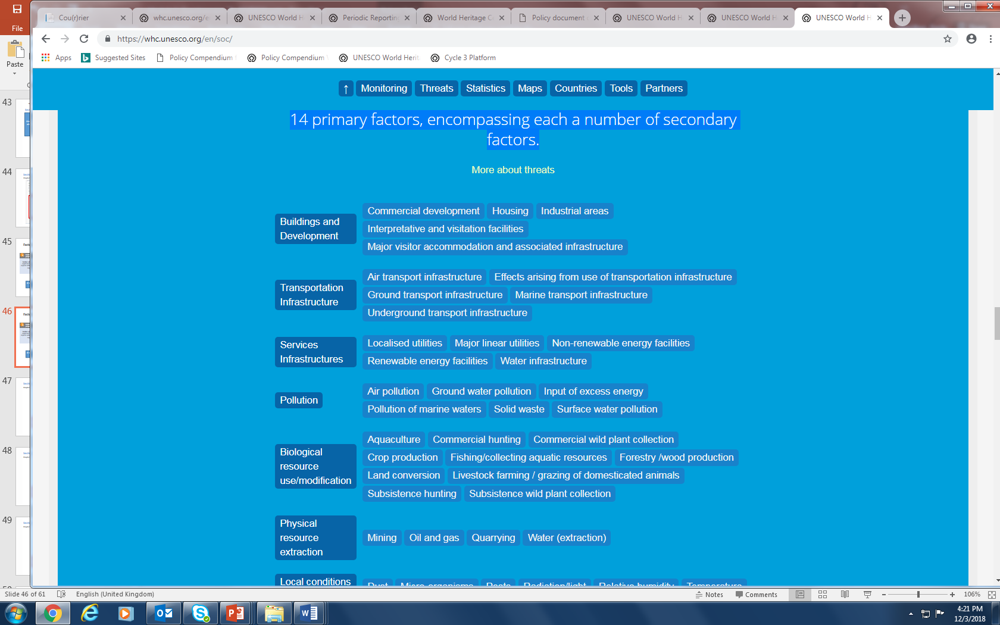 Cou(r)rier
whc.unesco.org/e
UNESCO World H
Periodic Reporting
World Heritage C
Policy document
UNESCO World H
UNESCO World H
UNESCO World H
File
https://whc.unesco.org/en/soc/
Paste
Apps
Suggested Sites
Policy Compendium
Policy Compendium
UNESCO World Herit
Cycle 3 Platform
↑ Monitoring Threats Statistics Maps Countries Tools Partners
14 primary factors, encompassing each a number of secondary
factors.
More about threats
Buildings and
Development
Commercial development Housing Industrial areas
Interpretative and visitation facilities
Major visitor accommodation and associated infrastructure
Transportation
Infrastructure
Air transport infrastructure Effects arising from use of transportation infrastructure
Ground transport infrastructure Marine transport infrastructure
Underground transport infrastructure
Services
Infrastructures
Localised utilities Major linear utilities Non-renewable energy facilities
Renewable energy facilities Water infrastructure
Pollution
Air pollution Ground water pollution Input of excess energy
Pollution of marine waters Solid waste Surface water pollution
Biological
resource
use/modification
Aquaculture Commercial hunting Commercial wild plant collection
Crop production Fishing/collecting aquatic resources Forestry /wood production
Land conversion Livestock farming / grazing of domesticated animals
Subsistence hunting Subsistence wild plant collection
Physical
resource
extraction
Mining Oil and gas Quarrying Water (extraction)
Local conditions
Dust Micro-organisms Pests Radiation/light Relative humidity Temperature
43
44
45
46
47
48
49
Slide 46 of 61
English (United Kingdom)
Notes
Comments
106%
4:21 PM
12/3/2018